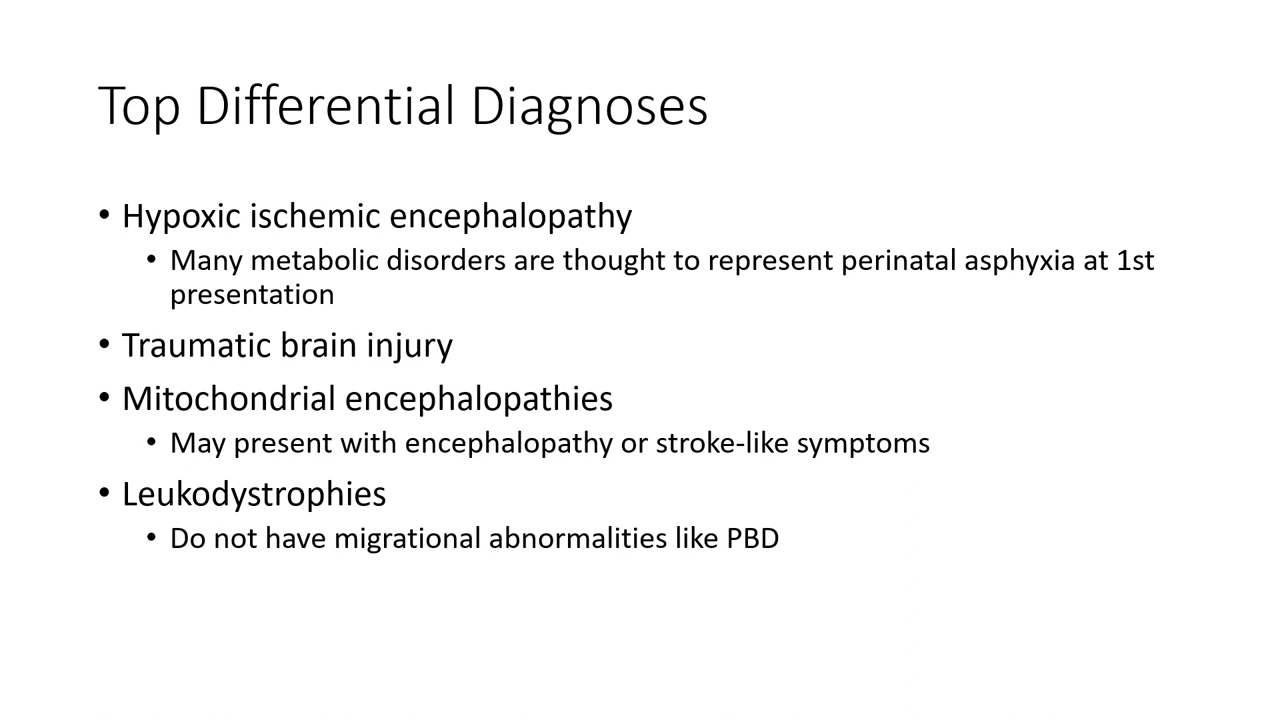 Top Differential Diagnoses
• Hypoxic ischemic encephalopathy
• Many metabolic disorders are thought to represent perinatal asphyxia at 1st
presentation
• Traumatic brain injury
• Mitochondrial encephalopathies
• May present with encephalopathy or stroke-like symptoms
• Leukodystrophies
• Do not have migrational abnormalities like PBD